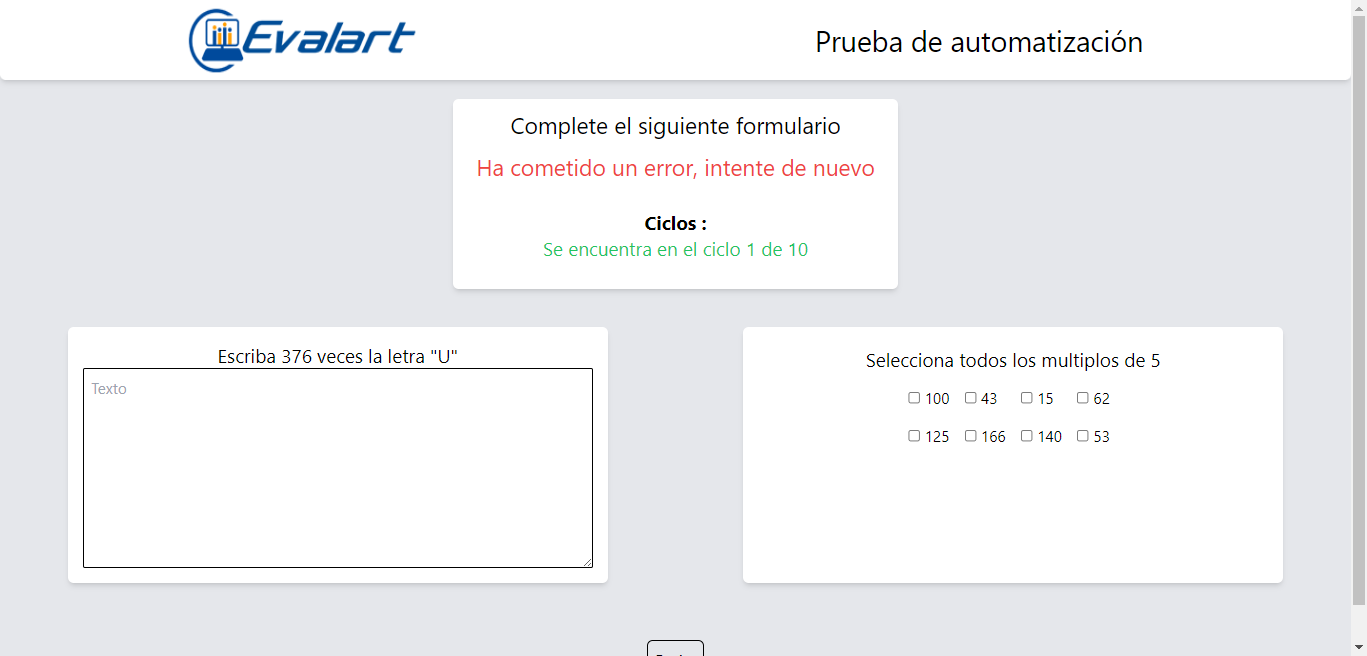 Evalart
Prueba de automatización
Complete el siguiente formulario
Ha cometido un error, intente de nuevo
Ciclos :
Se encuentra en el ciclo 1 de 10
Escriba 376 veces la letra "U"
Texto
Selecciona todos los multiplos de 5
100 43 15 62
125 166 140 53